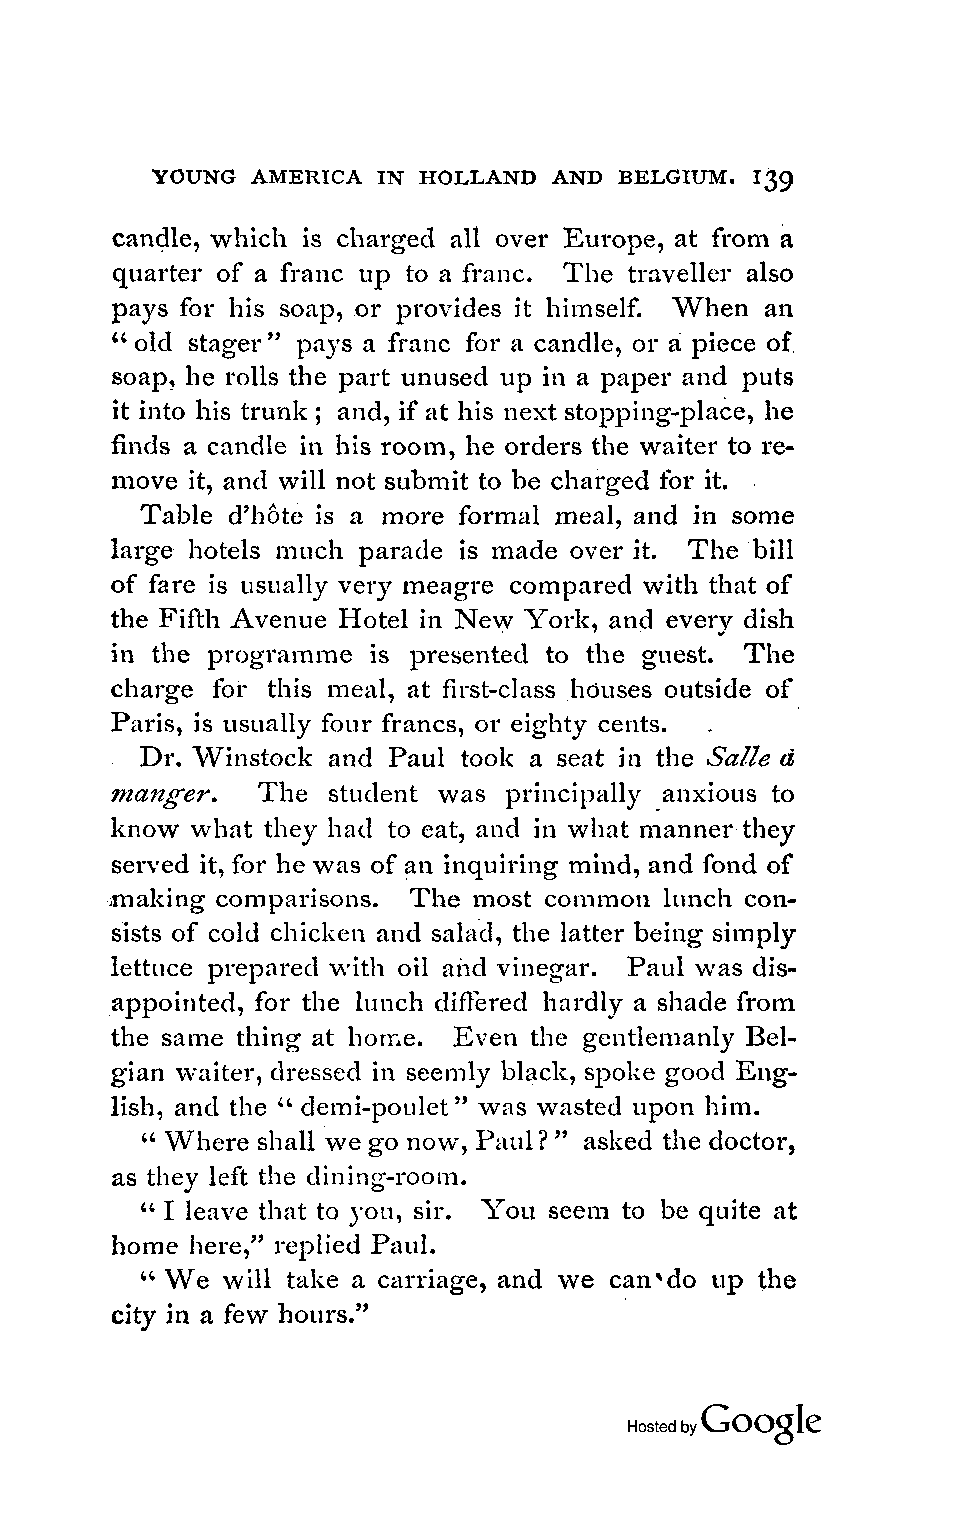 YOUNG AMERICA IN HOLLAND AND BELGIUM. 139
candle, which is charged all over Europe, at from a
quarter of a franc up to a franc. The traveller also
pays for his soap, or provides it himself. When an
“old stager” pays a franc for a candle, or a piece of
soap, he rolls the part unused up in a paper and puts
it into his trunk; and, if at his next stopping-place, he
finds a candle in his room, he orders the waiter to re-
move it, and will not submit to be charged for it.
Table d'hôte is a more formal meal, and in some
large hotels much parade is made over it. The bill
of fare is usually very meagre compared with that of
the Fifth Avenue Hotel in New York, and every dish
in the programme is presented to the guest. The
charge for this meal, at first-class houses outside of
Paris, is usually four francs, or eighty cents.
Dr. Winstock and Paul took a seat in the Salle à
manger. The student was principally anxious to
know what they had to eat, and in what manner they
served it, for he was of an inquiring mind, and fond of
making comparisons. The most common lunch con-
sists of cold chicken and salad, the latter being simply
lettuce prepared with oil and vinegar. Paul was dis-
appointed, for the lunch differed hardly a shade from
the same thing at home. Even the gentlemanly Bel-
gian waiter, dressed in seemly black, spoke good Eng-
lish, and the “demi-poulet” was wasted upon him.
“Where shall we go now, Paul?” asked the doctor,
as they left the dining-room.
“I leave that to you, sir. You seem to be quite at
home here,” replied Paul.
“We will take a carriage, and we can do up the
city in a few hours.”
Hosted by Google